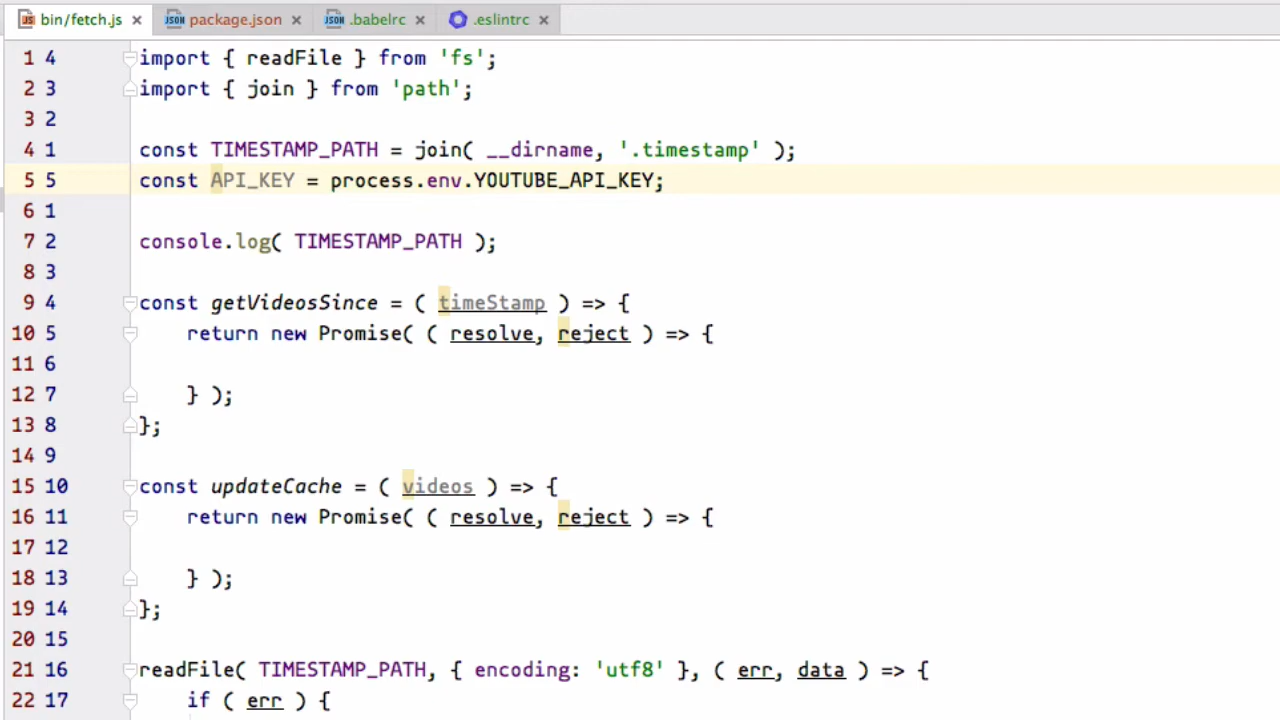 bin/fetch.js × JSON package.json × JSON .babelrc × .eslintrc ×
1 4 import { readFile } from 'fs';
2 3 import { join } from 'path';
3 2
4 1 const TIMESTAMP_PATH = join( __dirname, '.timestamp' );
5 5 const API_KEY = process.env.YOUTUBE_API_KEY;
6 1
7 2 console.log( TIMESTAMP_PATH );
8 3
9 4 const getVideosSince = ( timeStamp ) => {
10 5 return new Promise( ( resolve, reject ) => {
11 6
12 7 } );
13 8 };
14 9
15 10 const updateCache = ( videos ) => {
16 11 return new Promise( ( resolve, reject ) => {
17 12
18 13 } );
19 14 };
20 15
21 16 readFile( TIMESTAMP_PATH, { encoding: 'utf8' }, ( err, data ) => {
22 17 if ( err ) {